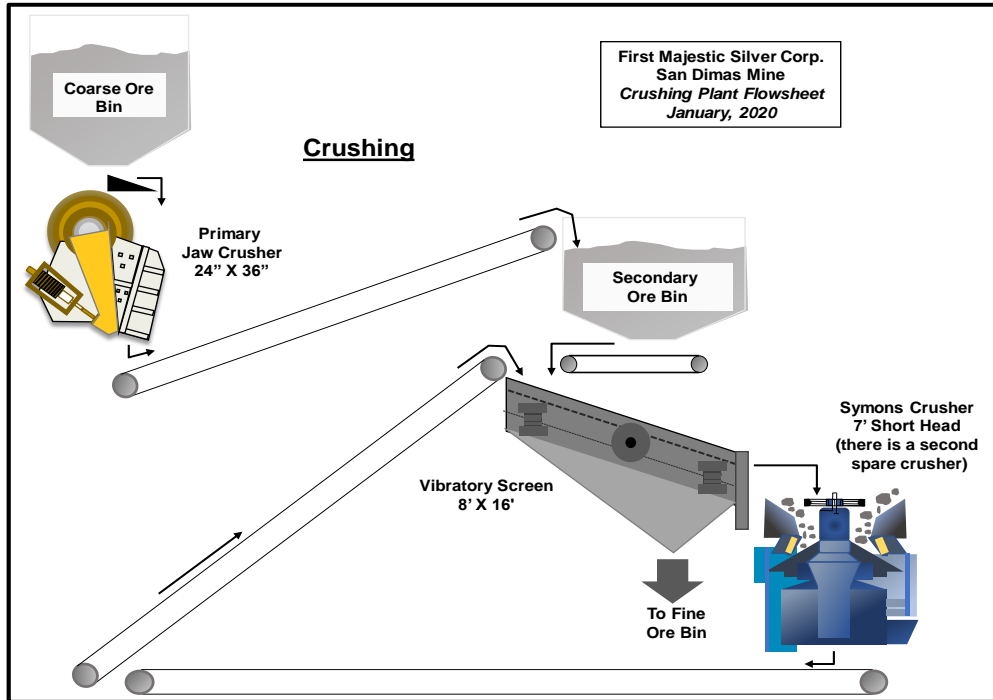 Coarse Ore
Bin
First Majestic Silver Corp.
San Dimas Mine
Crushing Plant Flowsheet
January, 2020
Crushing
Primary
Jaw Crusher
24” X 36”
Secondary
Ore Bin
Symons Crusher
7’ Short Head
(there is a second
spare crusher)
Vibratory Screen
8’ X 16'
To Fine
Ore Bin